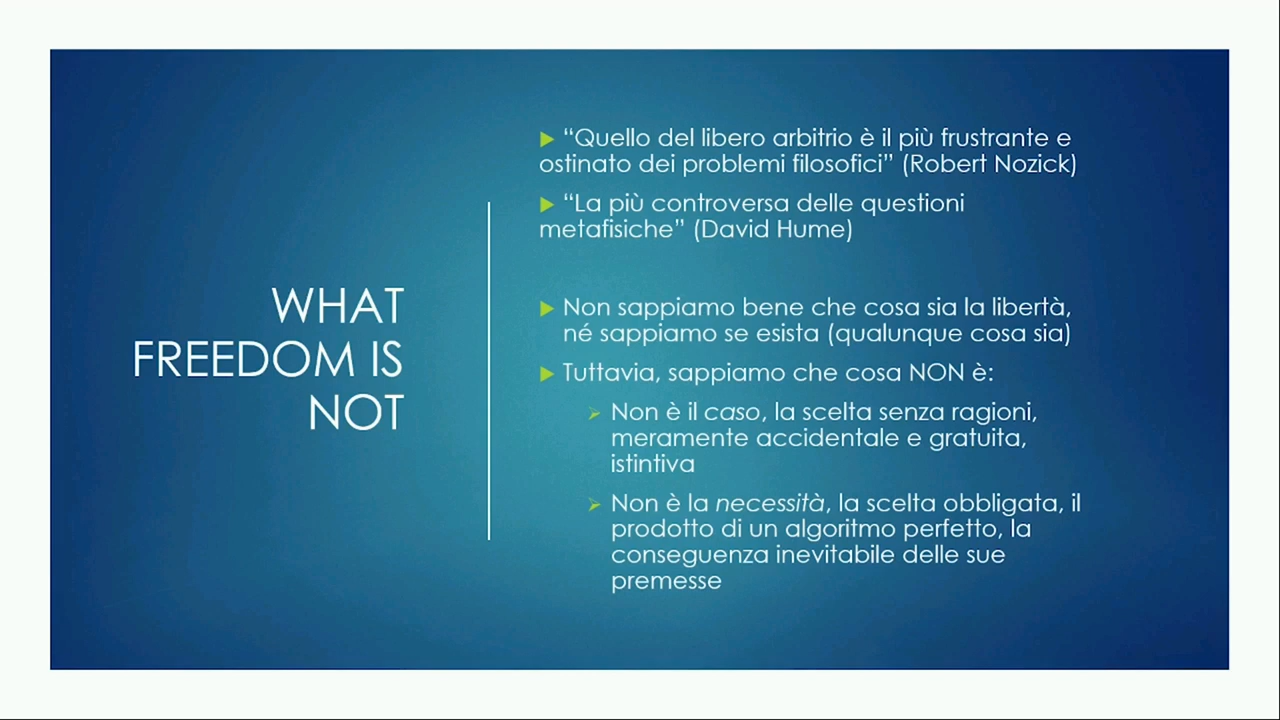 WHAT
FREEDOM IS
NOT
“Quello del libero arbitrio è il più frustrante e
ostinato dei problemi filosofici” (Robert Nozick)
“La più controversa delle questioni
metafisiche” (David Hume)
Non sappiamo bene che cosa sia la libertà,
né sappiamo se esista (qualunque cosa sia)
Tuttavia, sappiamo che cosa NON è:
Non è il caso, la scelta senza ragioni,
meramente accidentale e gratuita,
istintiva
Non è la necessità, la scelta obbligata, il
prodotto di un algoritmo perfetto, la
conseguenza inevitabile delle sue
premesse